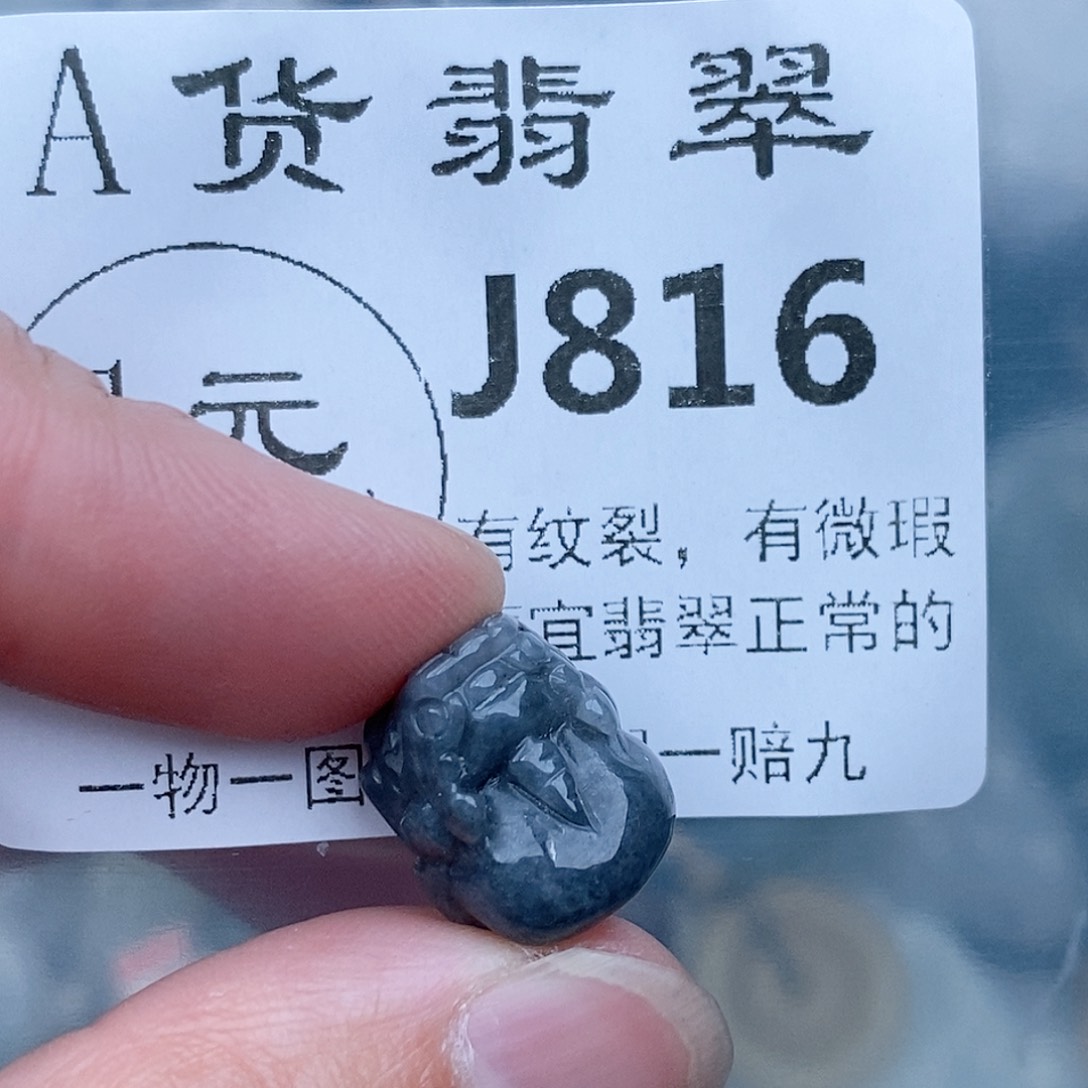 A货翡翠
J816
元
有纹裂，有微瑕
宜翡翠正常的
一物一图 一赔九